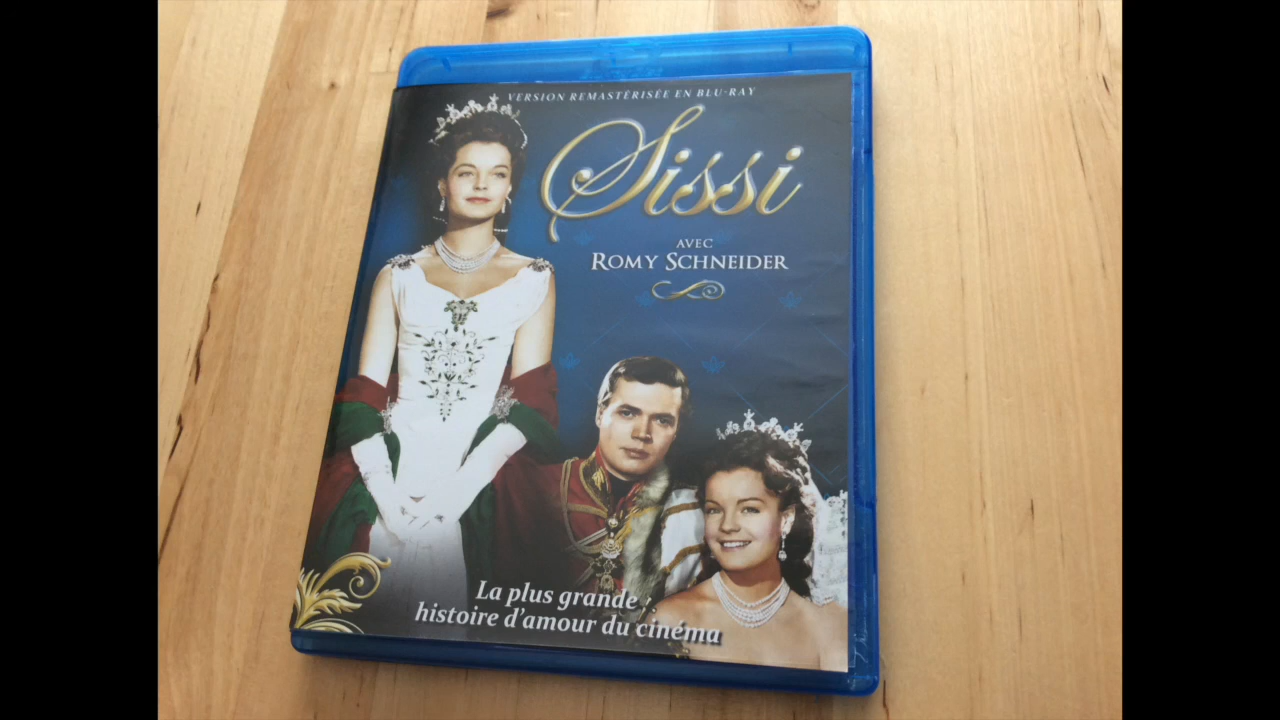 VERSION REMASTÉRISÉE EN BLU-RAY
Sissi
AVEC
ROMY SCHNEIDER
La plus grande
histoire d'amour du cinéma